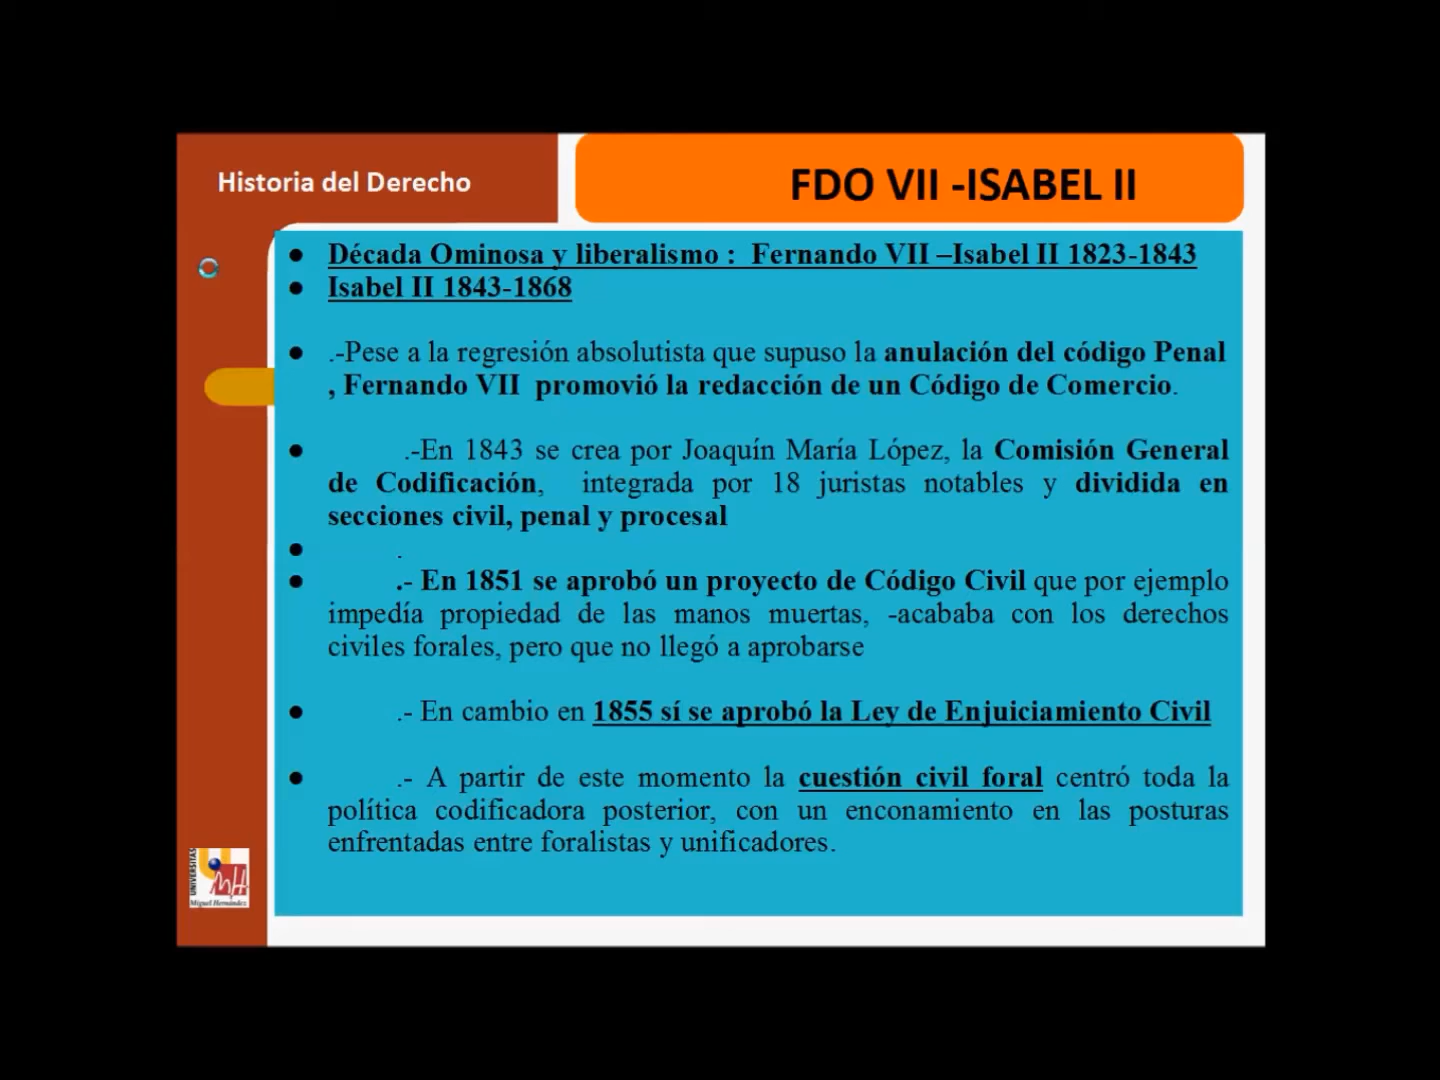 Historia del Derecho
FDO VII -ISABEL II
● Década Ominosa y liberalismo : Fernando VII –Isabel II 1823-1843
● Isabel II 1843-1868
● .-Pese a la regresión absolutista que supuso la anulación del código Penal
, Fernando VII promovió la redacción de un Código de Comercio.
● .-En 1843 se crea por Joaquín María López, la Comisión General
de Codificación, integrada por 18 juristas notables y dividida en
secciones civil, penal y procesal
● .
● .- En 1851 se aprobó un proyecto de Código Civil que por ejemplo
impedía propiedad de las manos muertas, -acababa con los derechos
civiles forales, pero que no llegó a aprobarse
● .- En cambio en 1855 sí se aprobó la Ley de Enjuiciamiento Civil
● .- A partir de este momento la cuestión civil foral centró toda la
política codificadora posterior, con un enconamiento en las posturas
enfrentadas entre foralistas y unificadores.
UNIVERSITAS
Miguel Hernández